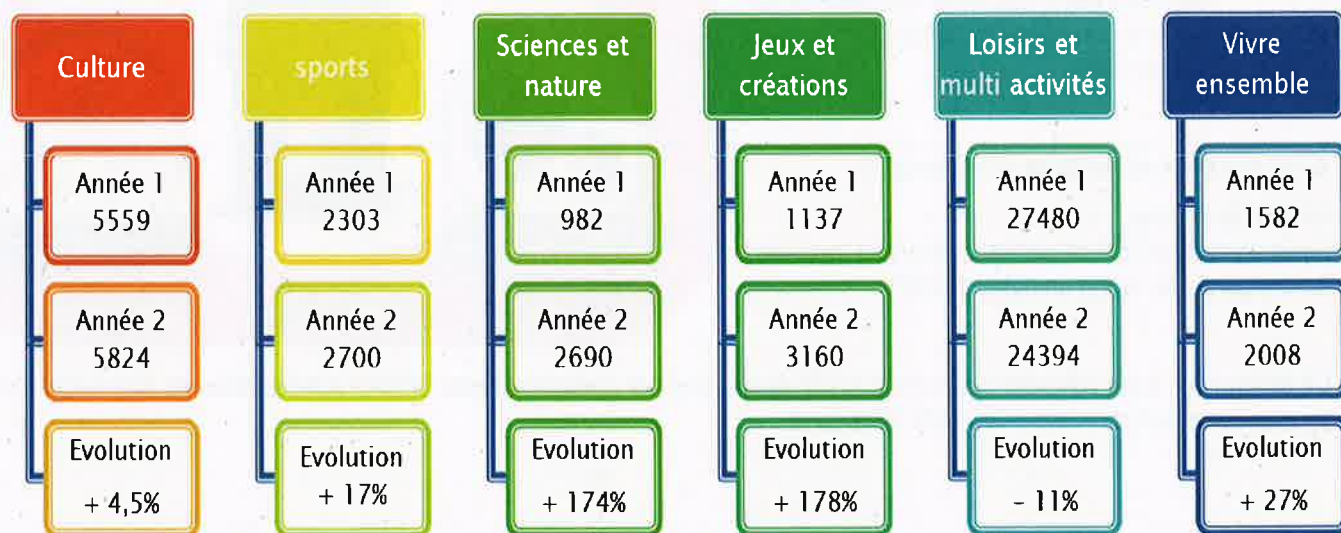 Culture
Année 1
5559
Année 2
5824
Evolution
+ 4,5%
sports
Année 1
2303
Année 2
2700
Evolution
+ 17%
Sciences et
nature
Année 1
982
Année 2
2690
Evolution
+ 174%
Jeux et
créations
Année 1
1137
Année 2
3160
Evolution
+ 178%
Loisirs et
multi activités
Année 1
27480
Année 2
24394
Evolution
- 11%
Vivre
ensemble
Année 1
1582
Année 2
2008
Evolution
+ 27%